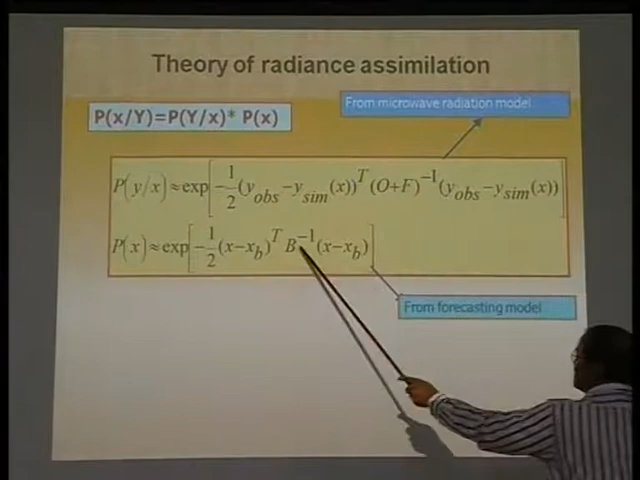 Theory of radiance assimilation
From microwave radiation model
P(x/Y)=P(Y/x)* P(x)
P(y/x)≈exp[-1/2(y_obs-y_sim(x))^T(O+F)^-1(y_obs-y_sim(x))]
P(x)≈exp[-1/2(x-x_b)^T B^-1(x-x_b)]
From forecasting model